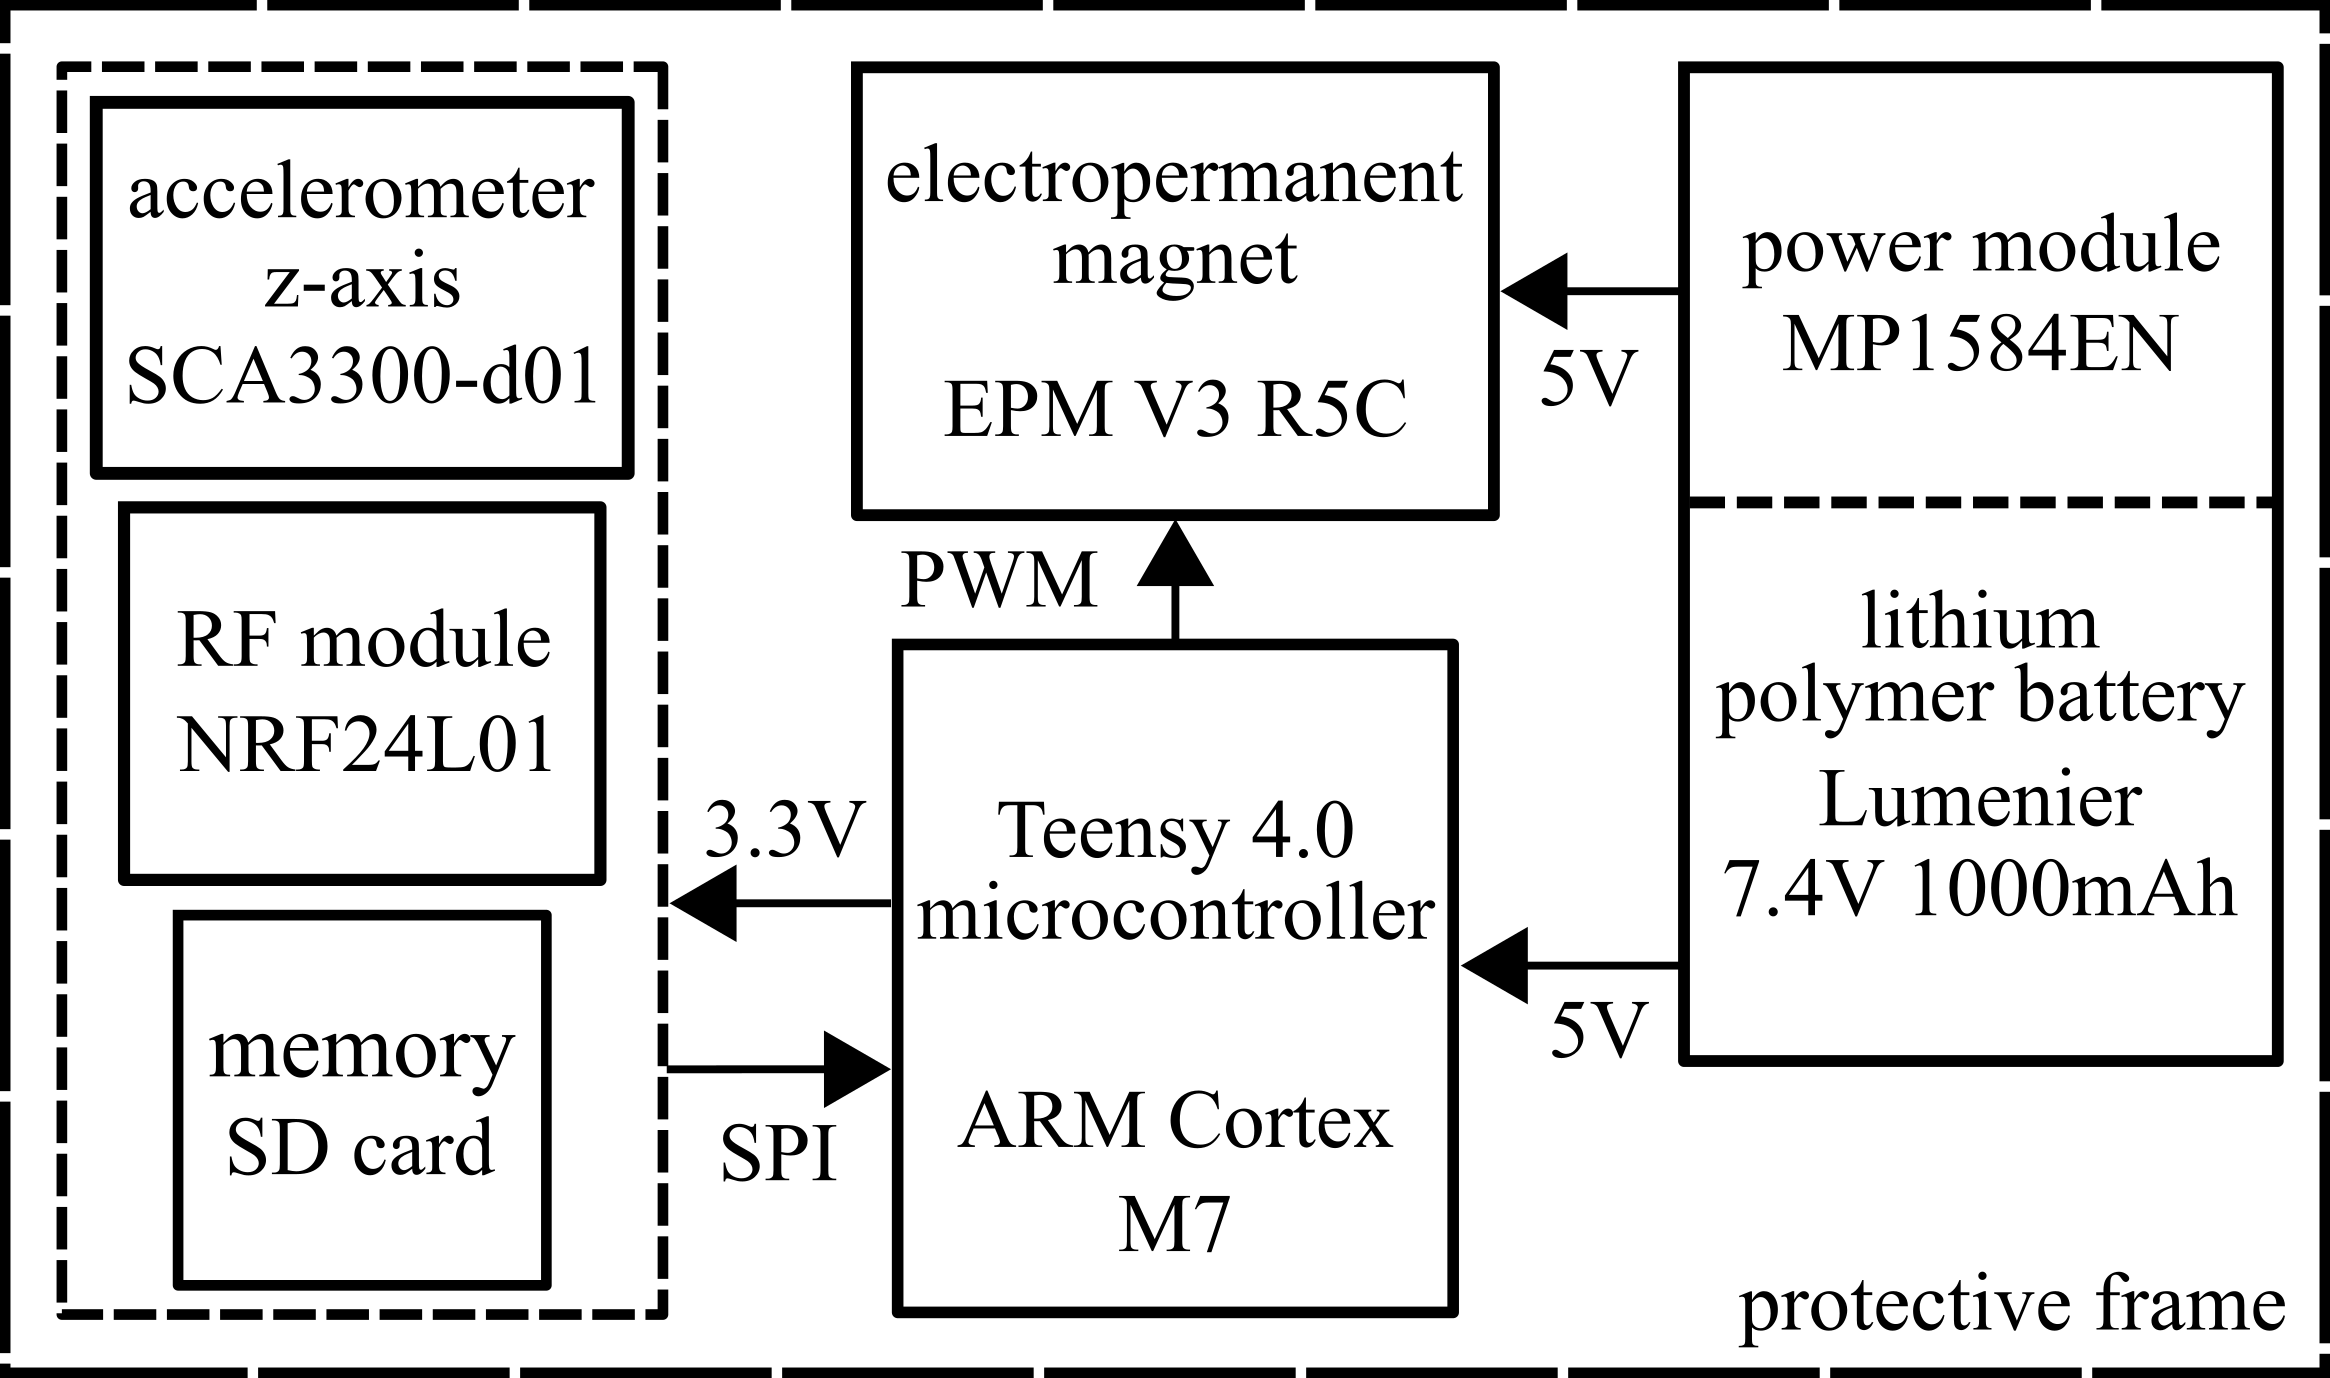 accelerometer
z-axis
SCA3300-d01
RF module
NRF24L01
memory
SD card
3.3V
SPI
electropermanent
magnet
EPM V3 R5C
PWM
Teensy 4.0
microcontroller
ARM Cortex
M7
5V
5V
power module
MP1584EN
lithium
polymer battery
Lumenier
7.4V 1000mAh
protective frame